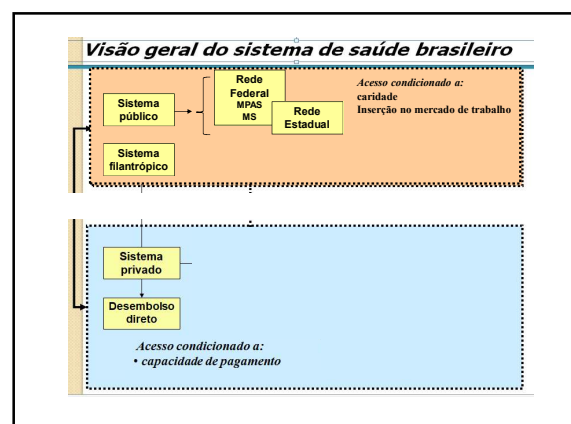 Visão geral do sistema de saúde brasileiro
Sistema
público
Rede
Federal
MPAS
MS
Rede
Estadual
Acesso condicionado a:
caridade
Inserção no mercado de trabalho
Sistema
filantrópico
Sistema
privado
Desembolso
direto
Acesso condicionado a:
• capacidade de pagamento